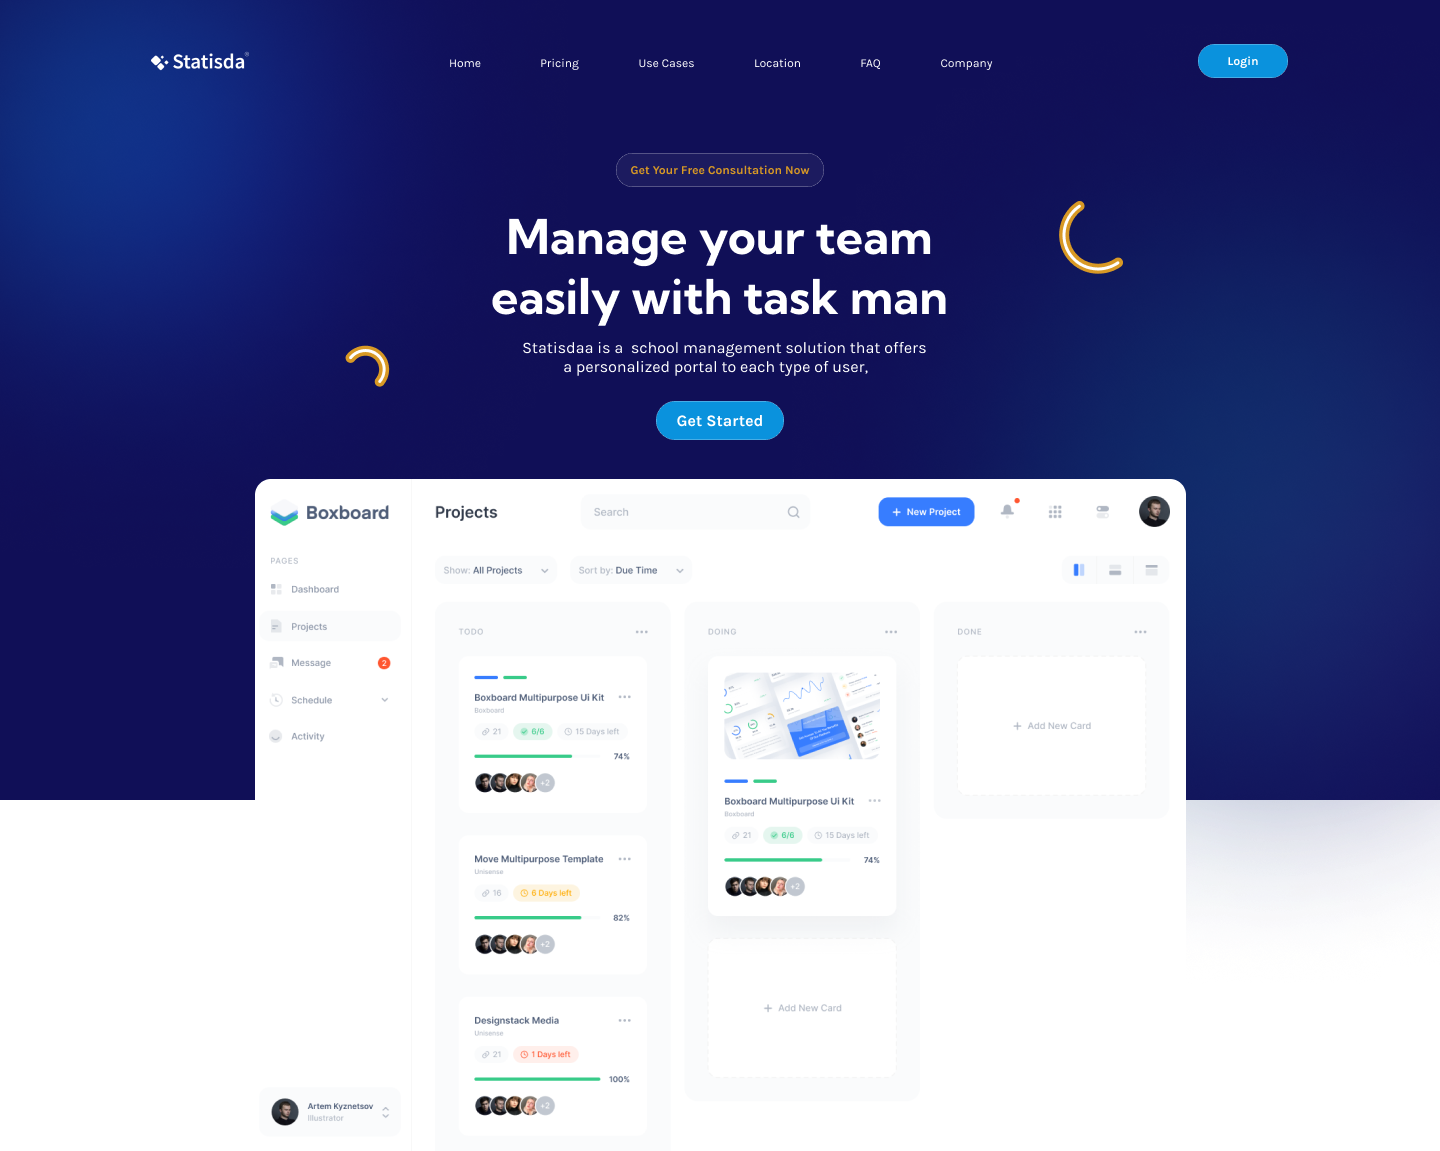 Statisda
Home Pricing Use Cases Location FAQ Company
Login
Get Your Free Consultation Now
Manage your team
easily with task man
Statisdaa is a  school management solution that offers
a personalized portal to each type of user,
Get Started
Boxboard
PAGES
Dashboard
Projects
Message 2
Schedule
Activity
Artem Kyznetsov
Illustrator
Projects
Search
+ New Project
Show: All Projects
Sort by: Due Time
TODO
Boxboard Multipurpose Ui Kit
Boxboard
21 6/6 15 Days left
74%
+2
Move Multipurpose Template
Unisense
16 6 Days left
82%
+2
Designstack Media
Unisense
21 1 Days left
100%
+2
DOING
Boxboard Multipurpose Ui Kit
Boxboard
21 6/6 15 Days left
74%
+2
+ Add New Card
DONE
+ Add New Card